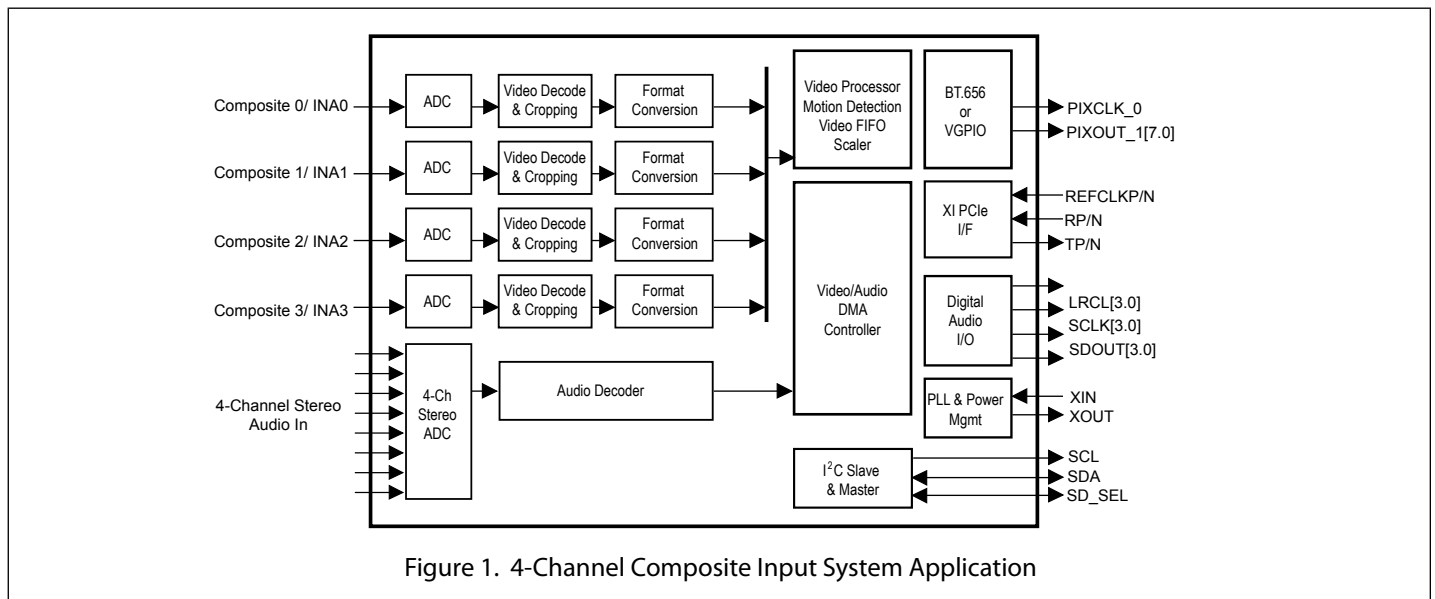 Composite 0/ INA0
ADC
Video Decode
& Cropping
Format
Conversion
Composite 1/ INA1
ADC
Video Decode
& Cropping
Format
Conversion
Composite 2/ INA2
ADC
Video Decode
& Cropping
Format
Conversion
Composite 3/ INA3
ADC
Video Decode
& Cropping
Format
Conversion
4-Channel Stereo
Audio In
4-Ch
Stereo
ADC
Audio Decoder
Video Processor
Motion Detection
Video FIFO
Scaler
Video/Audio
DMA
Controller
I²C Slave
& Master
BT.656
or
VGPIO
PIXCLK_0
PIXOUT_1[7.0]
XI PCIe
I/F
REFCLKP/N
RP/N
TP/N
Digital
Audio
I/O
LRCL[3.0]
SCLK[3.0]
SDOUT[3.0]
PLL & Power
Mgmt
XIN
XOUT
SCL
SDA
SD_SEL
Figure 1. 4-Channel Composite Input System Application